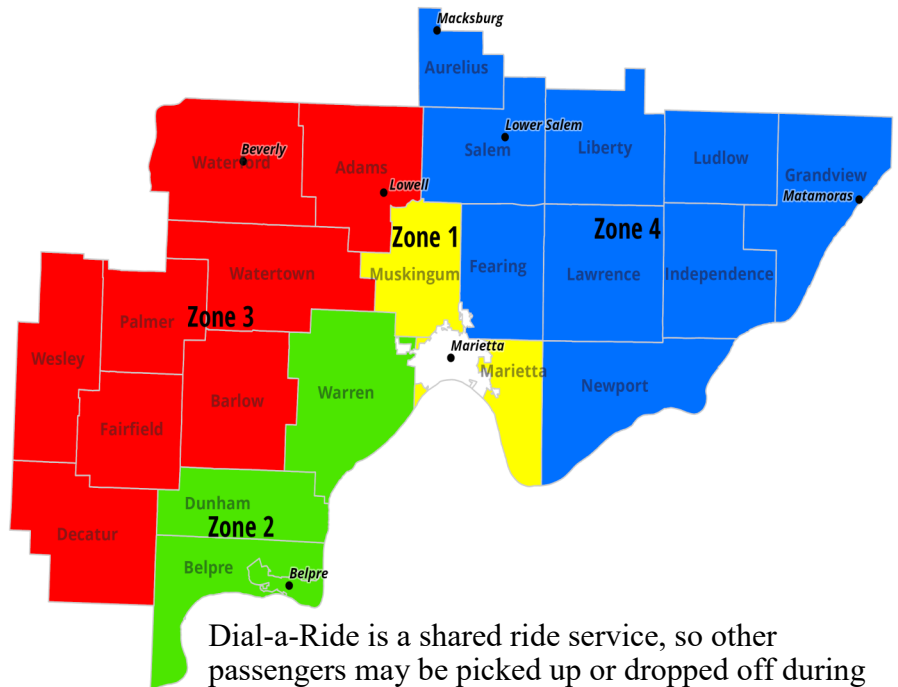 Macksburg
Aurelius
Lower Salem
Salem
Liberty
Ludlow
Grandview
Matamoras
Beverly
Waterford
Adams
Lowell
Zone 1
Zone 4
Muskingum
Fearing
Lawrence
Independence
Watertown
Palmer
Zone 3
Wesley
Marietta
Marietta
Newport
Warren
Barlow
Fairfield
Dunham
Zone 2
Decatur
Belpre
Belpre
Dial-a-Ride is a shared ride service, so other
passengers may be picked up or dropped off during